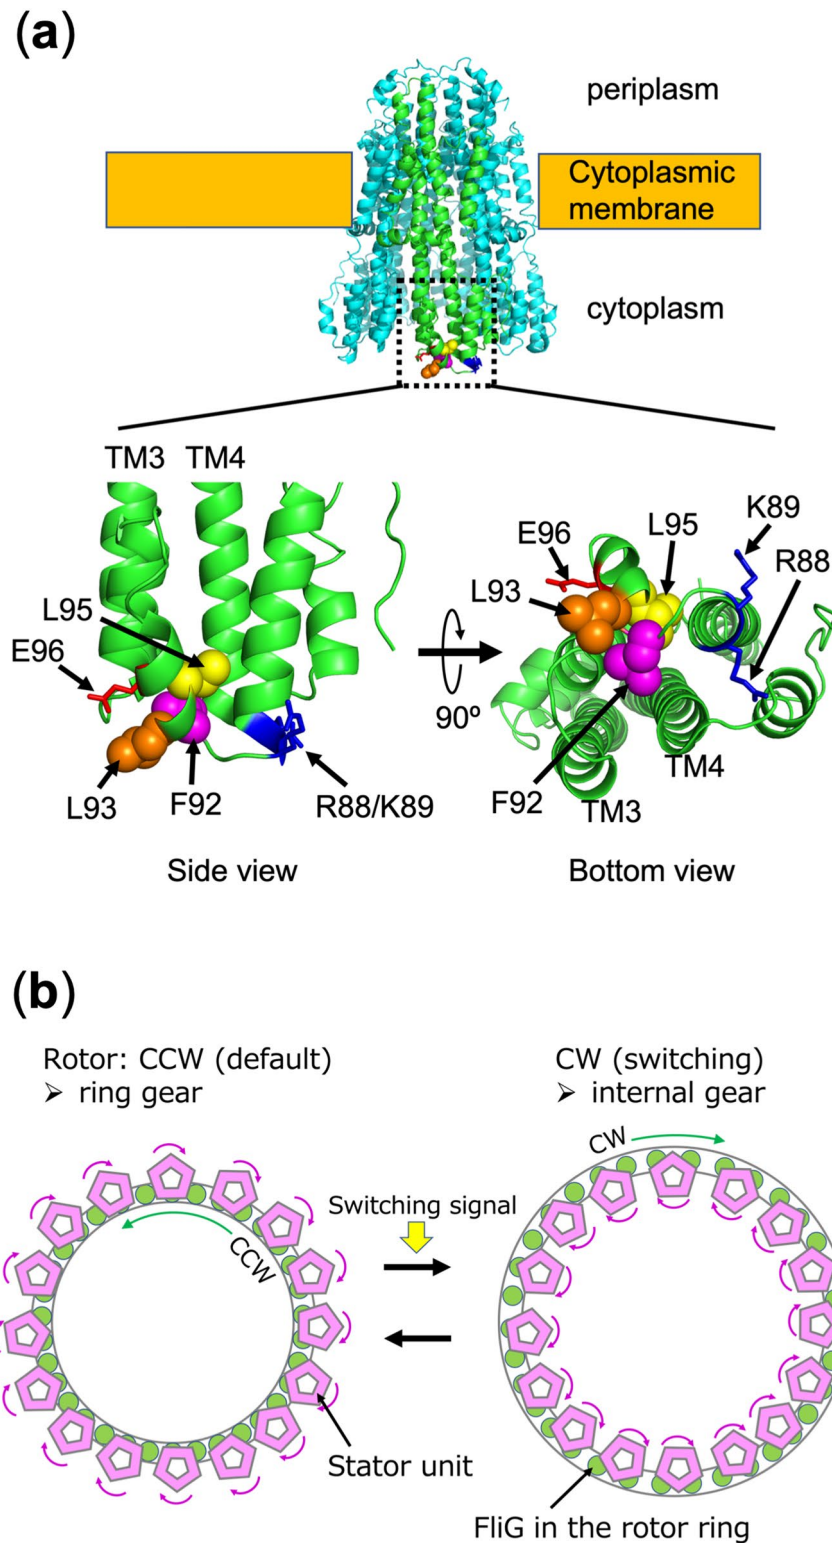 (a)
periplasm
Cytoplasmic
membrane
cytoplasm
TM3 TM4
L95
E96
L93
F92
R88/K89
Side view
90º
E96
L95
K89
R88
L93
F92
TM3
TM4
Bottom view
(b)
Rotor: CCW (default)
➢ ring gear
CW (switching)
➢ internal gear
CCW
Switching signal
CW
Stator unit
FliG in the rotor ring